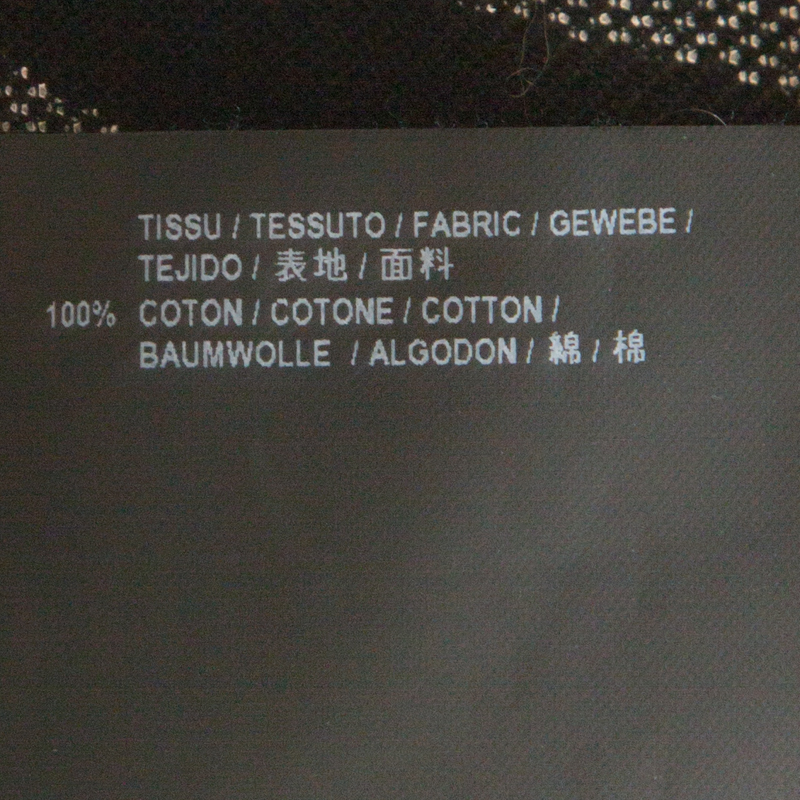 TISSU / TESSUTO / FABRIC / GEWEBE /
TEJIDO / 表地 / 面料
100% COTON / COTONE / COTTON /
BAUMWOLLE / ALGODON / 綿 / 棉